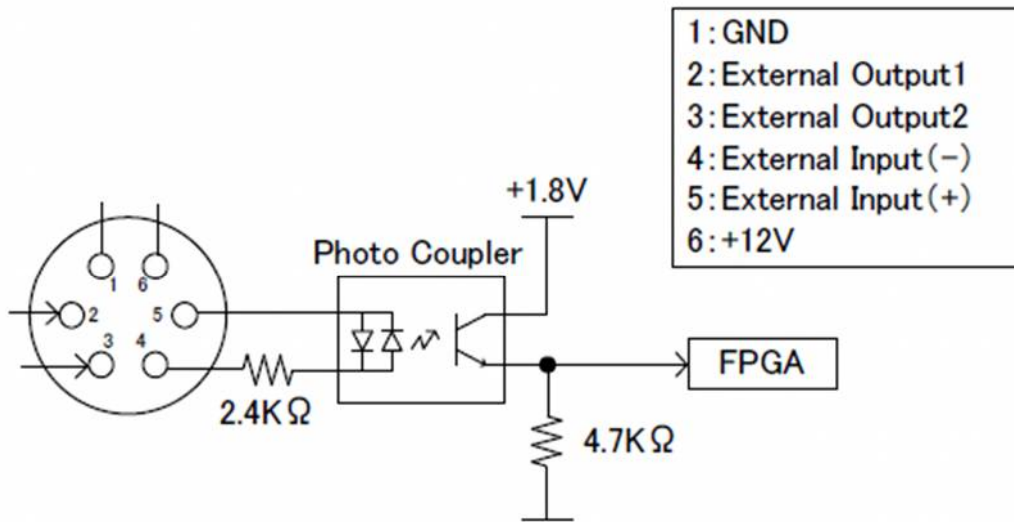 1:GND
2:External Output1
3:External Output2
4:External Input(-)
5:External Input(+)
6:+12V
+1.8V
Photo Coupler
1
6
2
5
3
4
2.4KΩ
FPGA
4.7KΩ